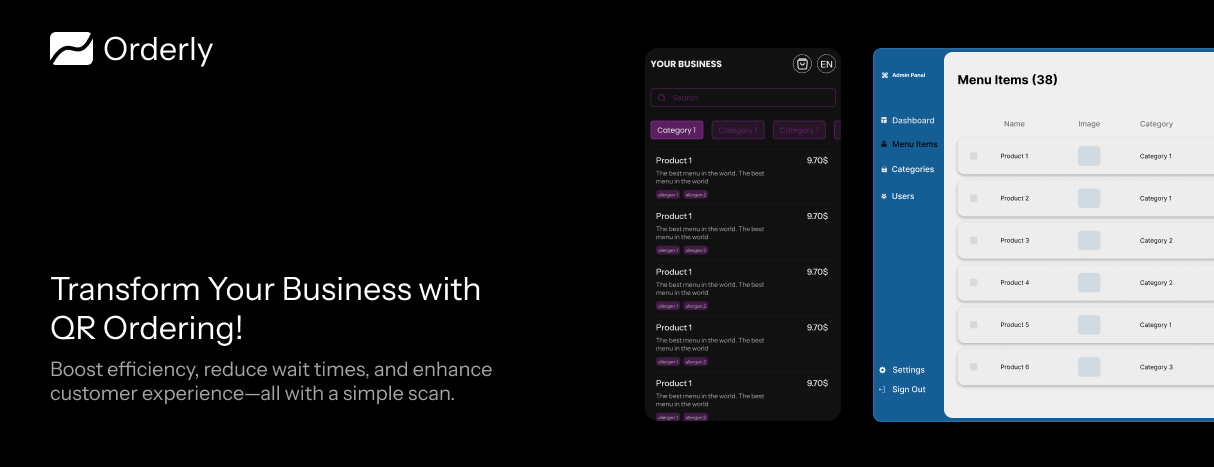 Orderly
Transform Your Business with
QR Ordering!
Boost efficiency, reduce wait times, and enhance
customer experience—all with a simple scan.
YOUR BUSINESS
EN
Search
Category 1 Category 1 Category 1
Product 1 9.70$
The best menu in the world. The best
menu in the world
allergen 1 allergen 2
Product 1 9.70$
The best menu in the world. The best
menu in the world
allergen 1 allergen 2
Product 1 9.70$
The best menu in the world. The best
menu in the world
allergen 1 allergen 2
Product 1 9.70$
The best menu in the world. The best
menu in the world
allergen 1 allergen 2
Product 1 9.70$
The best menu in the world. The best
menu in the world
allergen 1 allergen 2
Admin Panel
Dashboard
Menu Items
Categories
Users
Settings
Sign Out
Menu Items (38)
Name Image Category
Product 1 Category 1
Product 2 Category 1
Product 3 Category 2
Product 4 Category 2
Product 5 Category 1
Product 6 Category 3